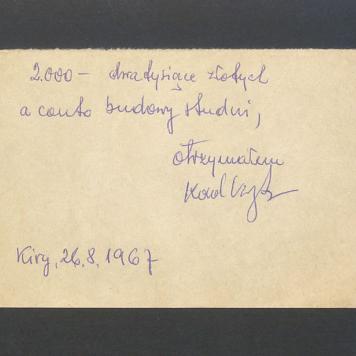 2.000 – dwa tysiące złotych
a conto budowy studni,
otrzymałem
Kiry, 26.8.1967